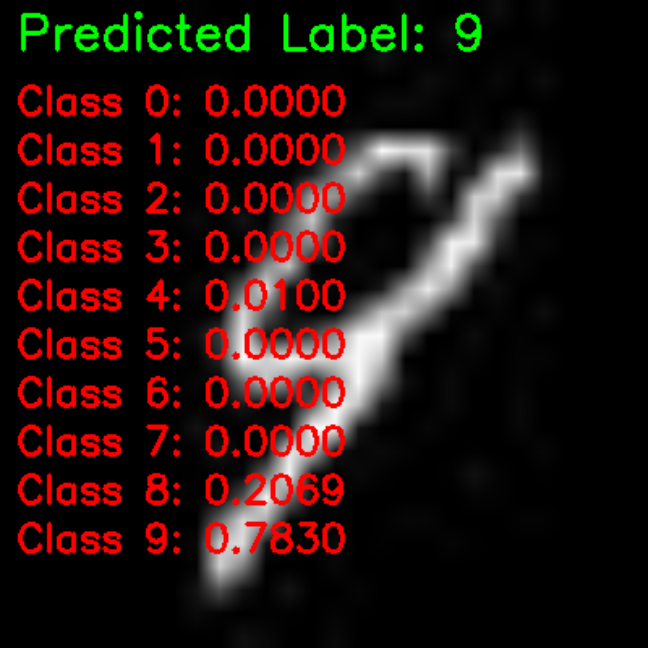 Predicted Label: 9
Class 0: 0.0000
Class 1: 0.0000
Class 2: 0.0000
Class 3: 0.0000
Class 4: 0.0100
Class 5: 0.0000
Class 6: 0.0000
Class 7: 0.0000
Class 8: 0.2069
Class 9: 0.7830